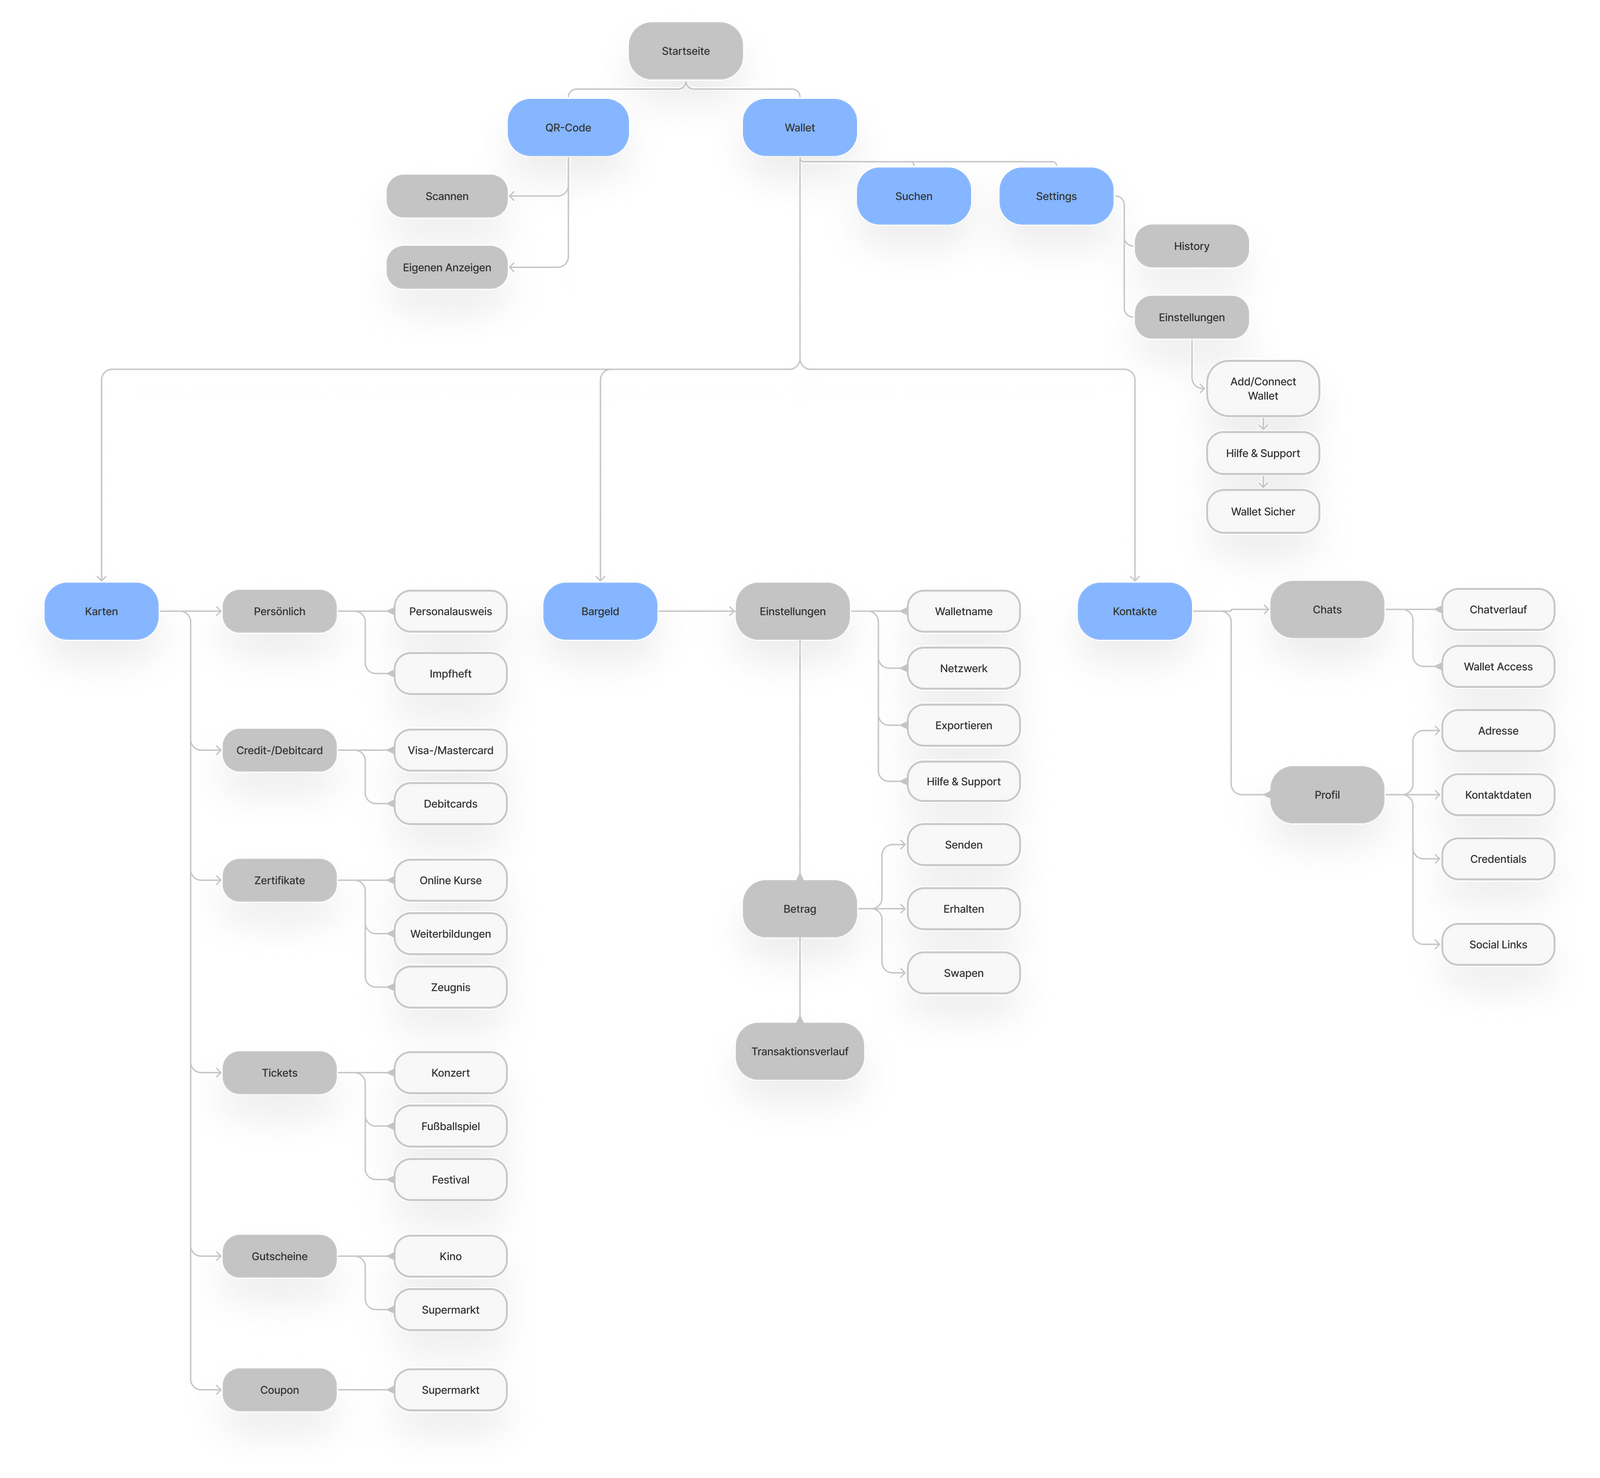 Startseite
QR-Code
Wallet
Scannen
Eigenen Anzeigen
Suchen
Settings
History
Einstellungen
Add/Connect
Wallet
Hilfe & Support
Wallet Sicher
Karten
Persönlich
Personalausweis
Impfheft
Credit-/Debitcard
Visa-/Mastercard
Debitcards
Zertifikate
Online Kurse
Weiterbildungen
Zeugnis
Tickets
Konzert
Fußballspiel
Festival
Gutscheine
Kino
Supermarkt
Coupon
Supermarkt
Bargeld
Einstellungen
Walletname
Netzwerk
Exportieren
Hilfe & Support
Betrag
Senden
Erhalten
Swapen
Transaktionsverlauf
Kontakte
Chats
Chatverlauf
Wallet Access
Profil
Adresse
Kontaktdaten
Credentials
Social Links